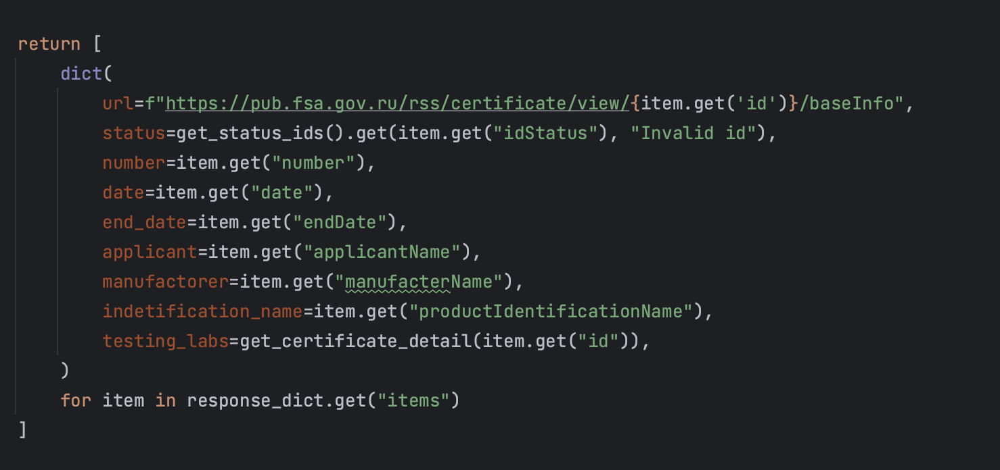 return [
    dict(
        url=f"https://pub.fsa.gov.ru/rss/certificate/view/{item.get('id')}/baseInfo",
        status=get_status_ids().get(item.get("idStatus"), "Invalid id"),
        number=item.get("number"),
        date=item.get("date"),
        end_date=item.get("endDate"),
        applicant=item.get("applicantName"),
        manufactorer=item.get("manufacterName"),
        indetification_name=item.get("productIdentificationName"),
        testing_labs=get_certificate_detail(item.get("id")),
    )
    for item in response_dict.get("items")
]